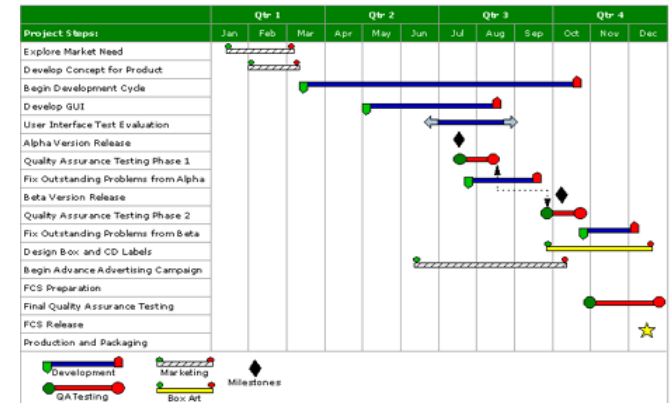 Qtr 1 Qtr 2 Qtr 3 Qtr 4
Project Steps: Jan Feb Mar Apr May Jun Jul Aug Sep Oct Nov Dec
Explore Market Need
Develop Concept for Product
Begin Development Cycle
Develop GUI
User Interface Test Evaluation
Alpha Version Release
Quality Assurance Testing Phase 1
Fix Outstanding Problems from Alpha
Beta Version Release
Quality Assurance Testing Phase 2
Fix Outstanding Problems from Beta
Design Box and CD Labels
Begin Advance Advertising Campaign
FCS Preparation
Final Quality Assurance Testing
FCS Release
Production and Packaging
Development Marketing
Milestones
QATesting Box Art